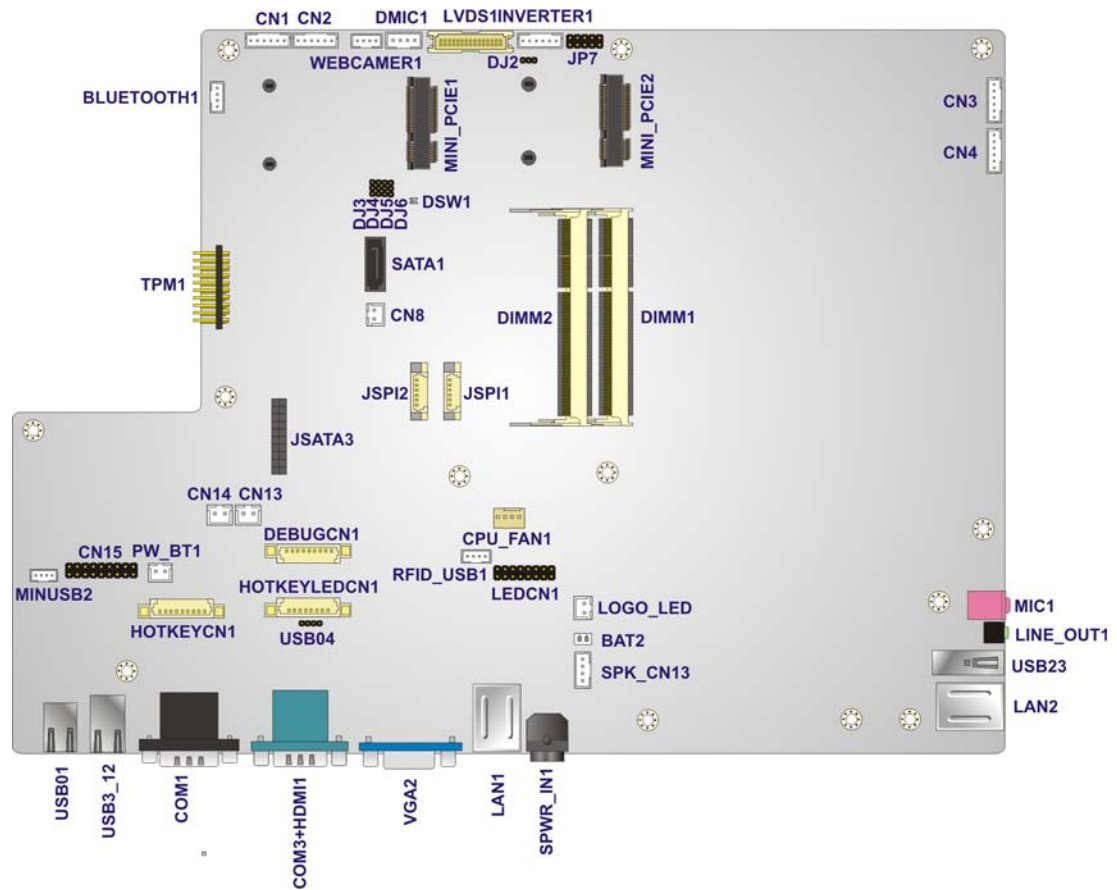 CN1
CN2
DMIC1
LVDS1
INVERTER1
WEBCAMER1
DJ2
JP7
BLUETOOTH1
MINI_PCIE1
MINI_PCIE2
CN3
CN4
DJ3
DJ4
DJ5
DJ6
DSW1
TPM1
SATA1
CN8
DIMM2
DIMM1
JSPI2
JSPI1
JSATA3
CN14
CN13
DEBUGCN1
CPU_FAN1
CN15
PW_BT1
RFID_USB1
MINUSB2
HOTKEYLEDCN1
LEDCN1
HOTKEYCN1
USB04
LOGO_LED
MIC1
BAT2
LINE_OUT1
SPK_CN13
USB23
LAN2
USB01
USB3_12
COM1
COM3+HDMI1
VGA2
LAN1
SPWR_IN1